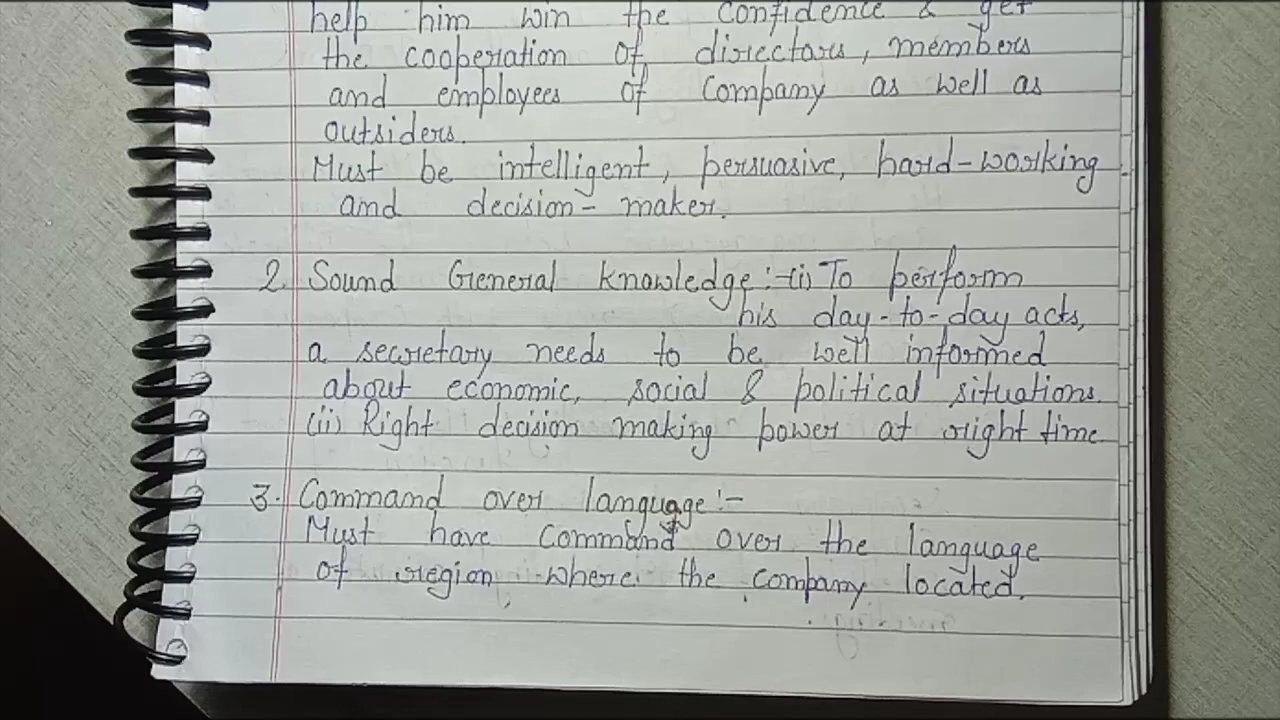 help him win the confidence & get
the cooperation of directors, members
and employees of Company as well as
outsiders.
Must be intelligent, persuasive, hard-working
and decision-maker.
2. Sound General Knowledge:-(i) To perform
his day-to-day acts,
a secretary needs to be well informed
about economic, social & political situations.
(ii) Right decision making power at right time
3. Command over language:-
Must have Command over the language
of region where the company located.